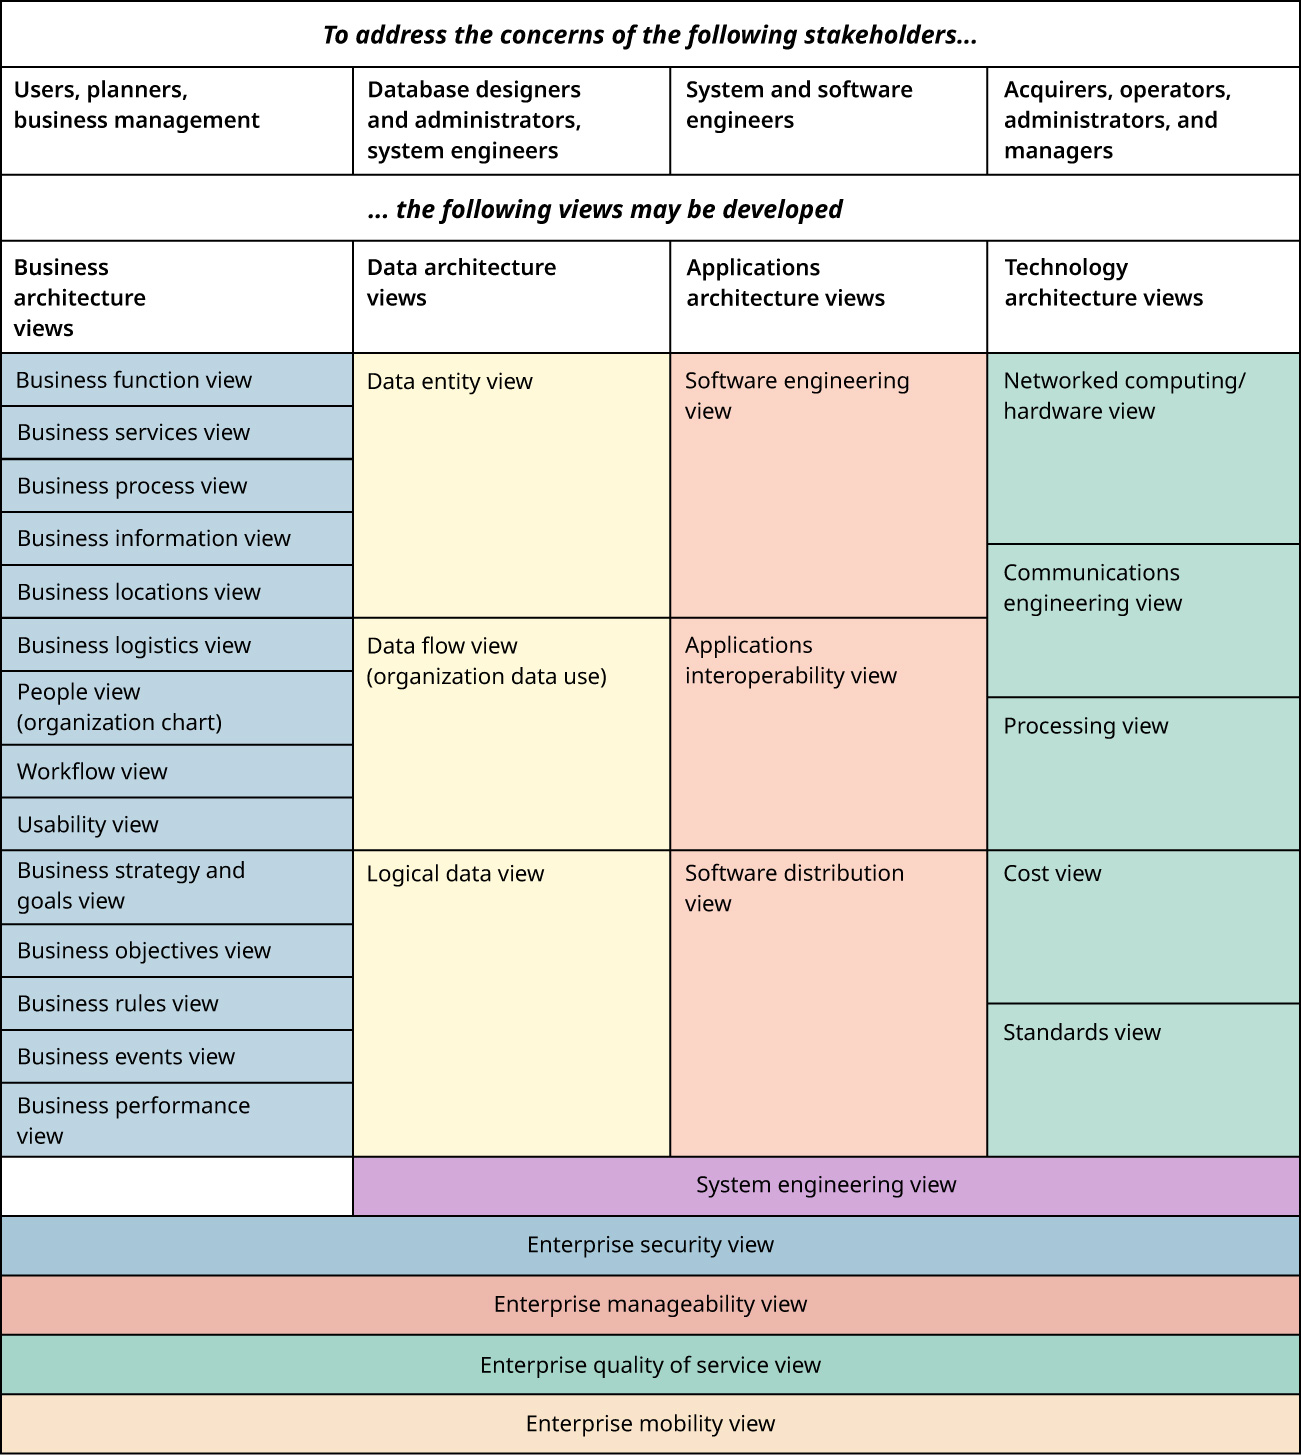 To address the concerns of the following stakeholders...
Users, planners,
business management
Database designers
and administrators,
system engineers
System and software
engineers
Acquirers, operators,
administrators, and
managers
... the following views may be developed
Business
architecture
views
Data architecture
views
Applications
architecture views
Technology
architecture views
Business function view
Business services view
Business process view
Business information view
Business locations view
Business logistics view
People view
(organization chart)
Workflow view
Usability view
Business strategy and
goals view
Business objectives view
Business rules view
Business events view
Business performance
view
Data entity view
Data flow view
(organization data use)
Logical data view
Software engineering
view
Applications
interoperability view
Software distribution
view
Networked computing/
hardware view
Communications
engineering view
Processing view
Cost view
Standards view
System engineering view
Enterprise security view
Enterprise manageability view
Enterprise quality of service view
Enterprise mobility view